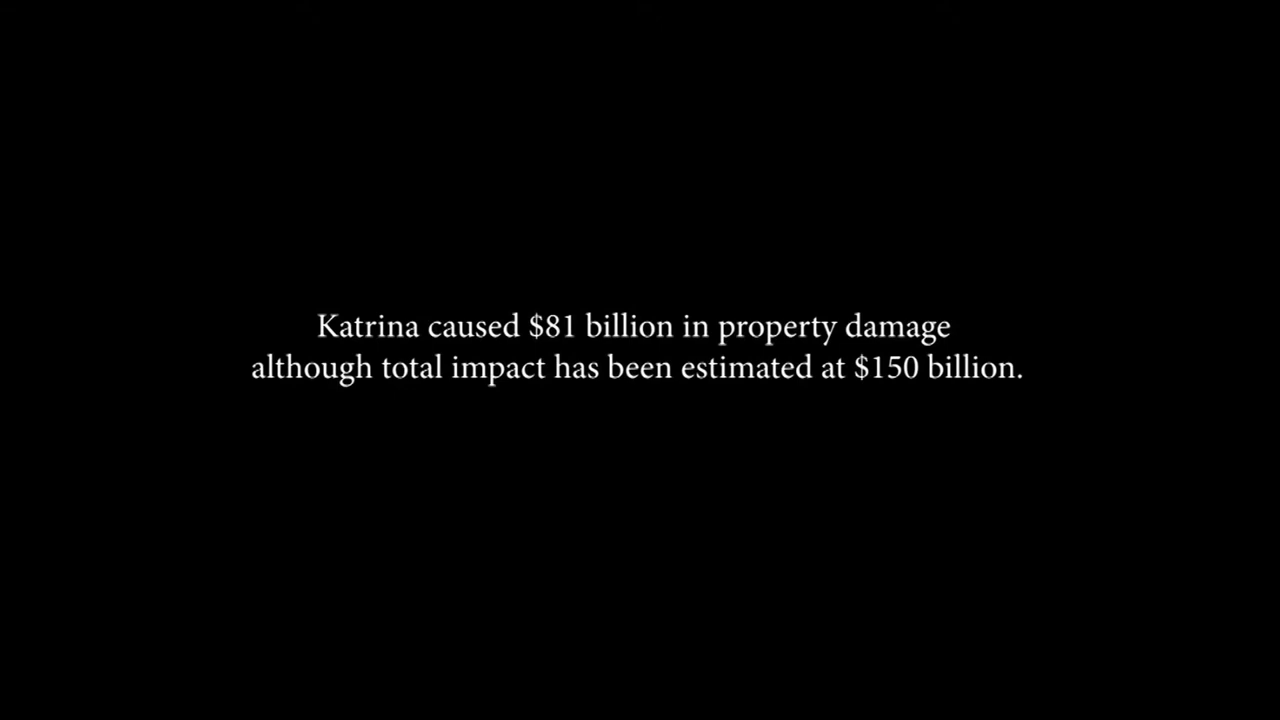 Katrina caused $81 billion in property damage
although total impact has been estimated at $150 billion.